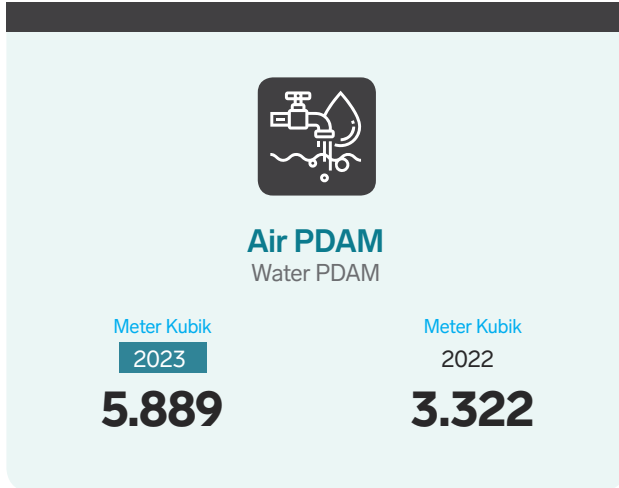 Air PDAM
Water PDAM
Meter Kubik
2023
5.889
Meter Kubik
2022
3.322